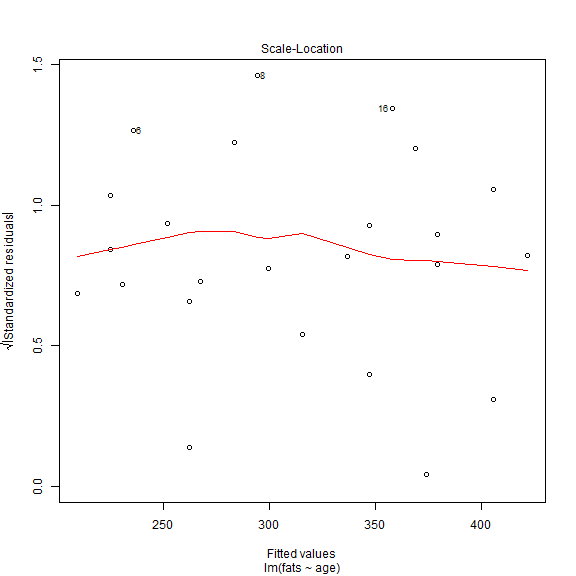 Scale-Location
√|Standardized residuals|
1.5
1.0
0.5
0.0
8
16
6
250 300 350 400
Fitted values
lm(fats ~ age)